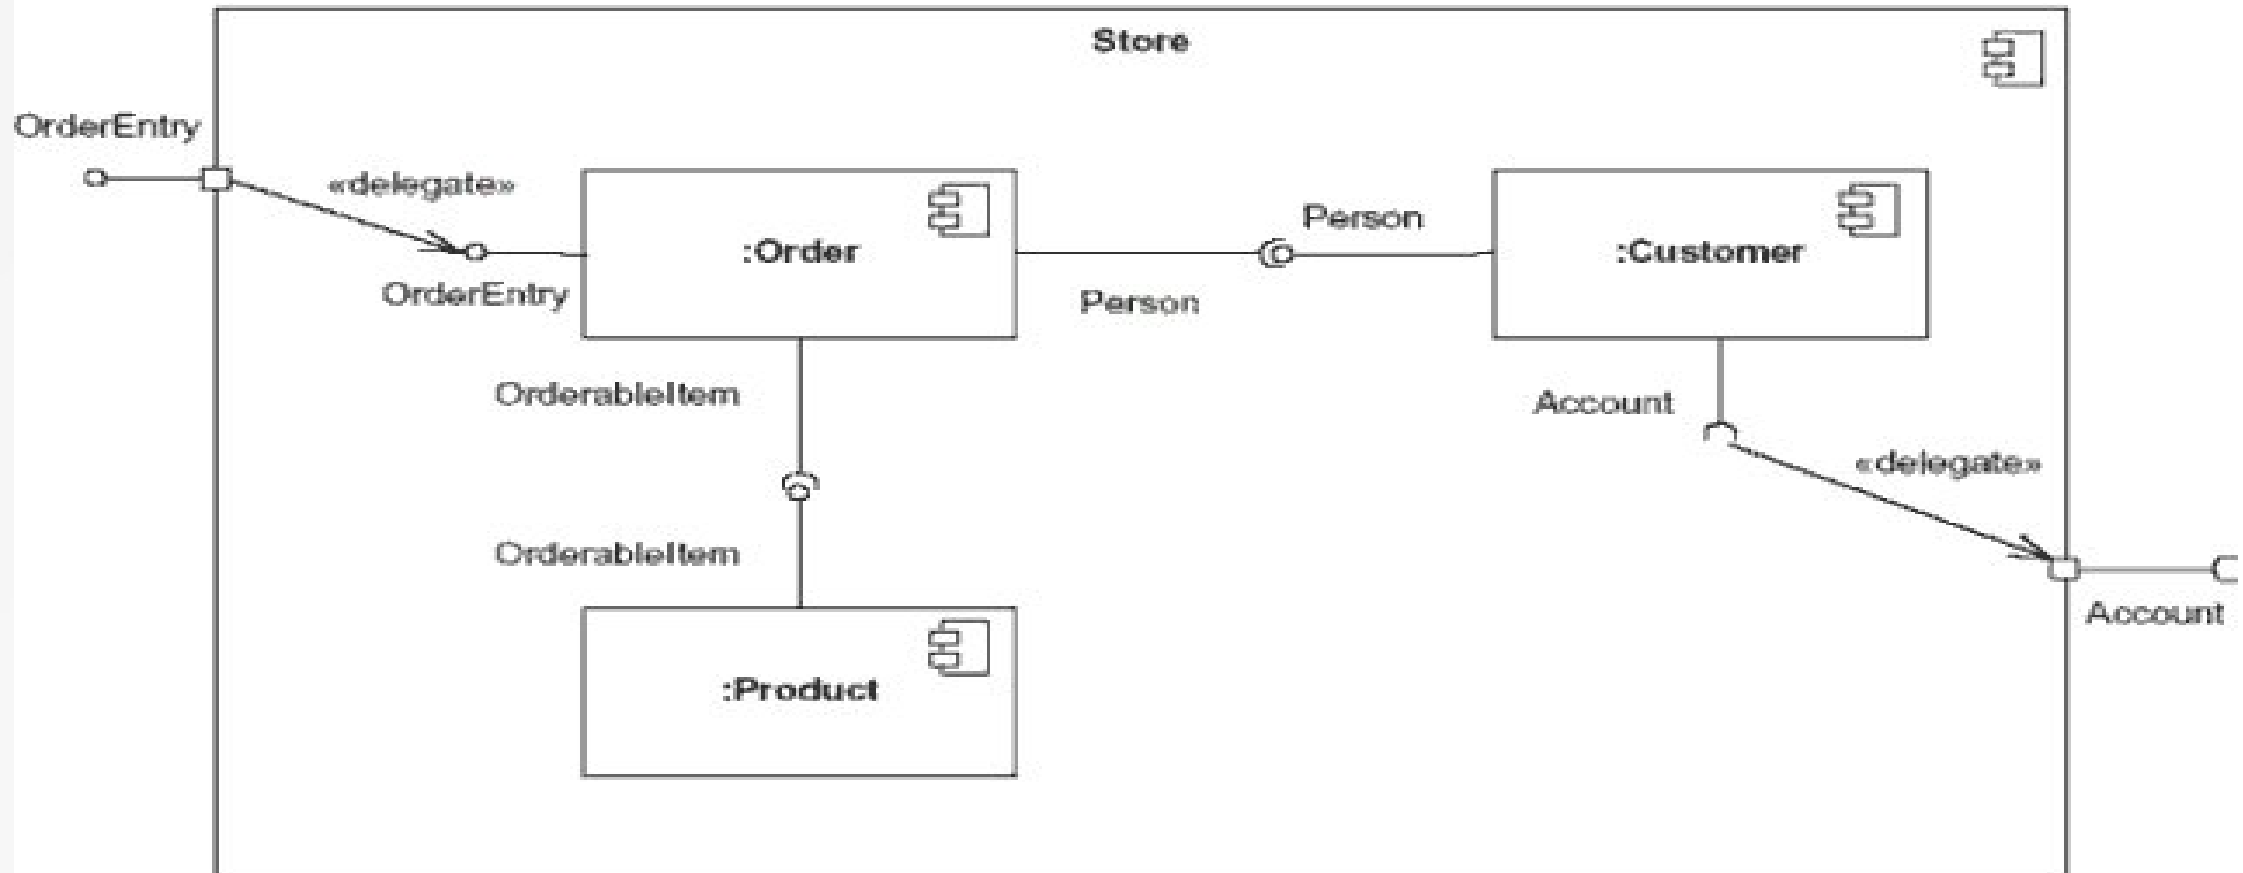 Store
OrderEntry
«delegate»
OrderEntry
:Order
Person
Person
:Customer
OrderableItem
Account
«delegate»
OrderableItem
Account
:Product